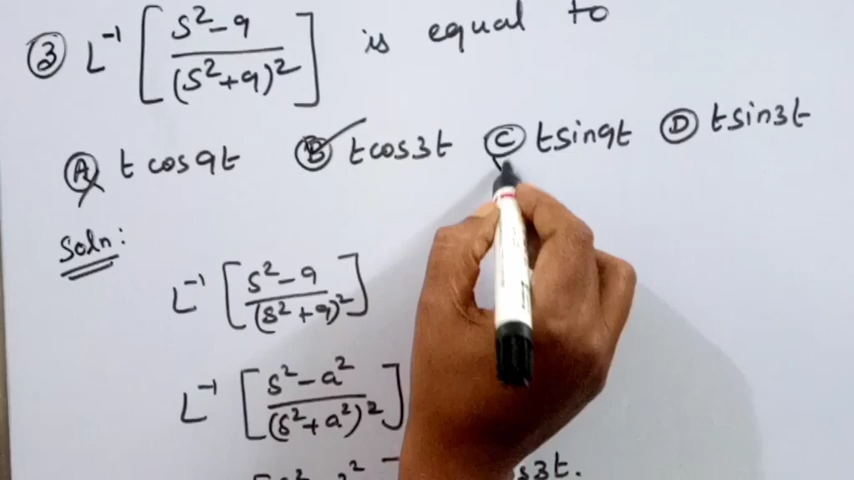 ③ L⁻¹ [ (s²-9) / (s²+9)² ] is equal to
Ⓐ t cos9t Ⓑ tcos3t Ⓒ tsin9t Ⓓ tsin3t
Soln:
L⁻¹ [ (s²-9) / (s²+9)² ]
L⁻¹ [ (s²-a²) / (s²+a²)² ]
s3t.